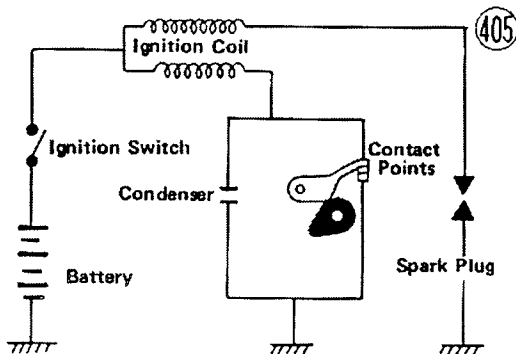 405
Ignition Coil
Ignition Switch
Contact
Points
Condenser
Battery
Spark Plug